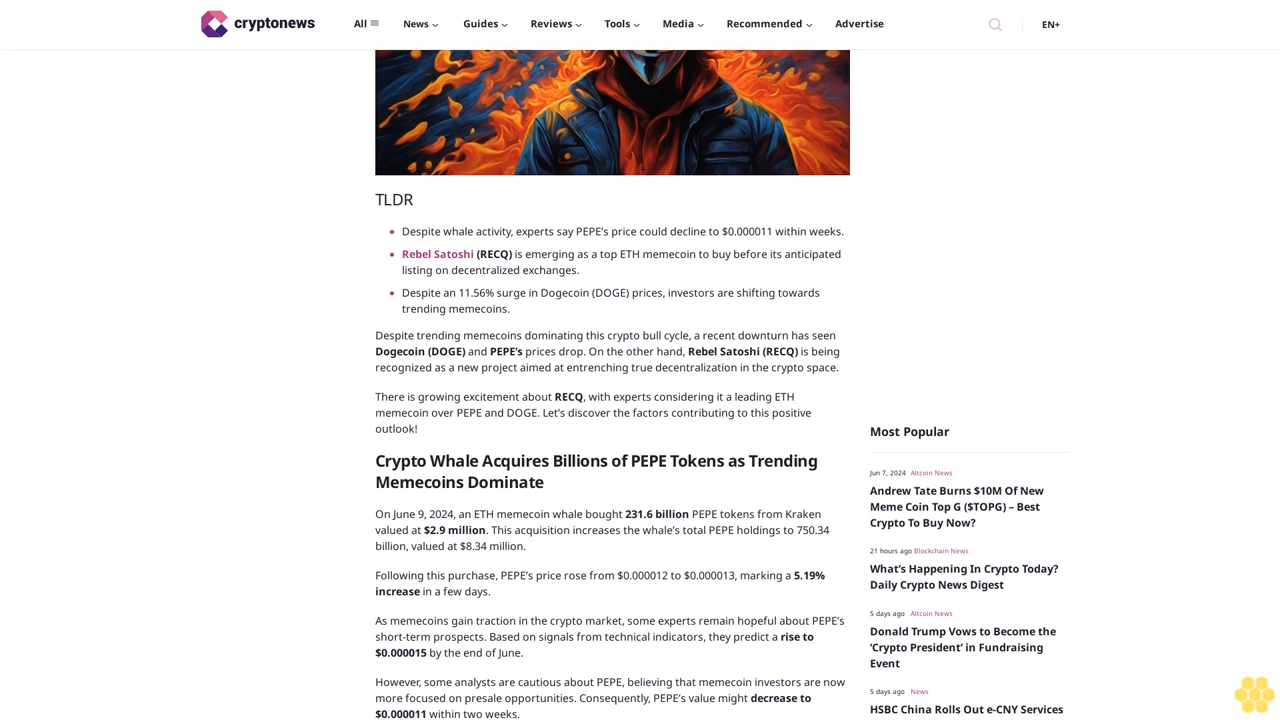 cryptonews
All
News
Guides
Reviews
Tools
Media
Recommended
Advertise
EN+
TLDR
Despite whale activity, experts say PEPE’s price could decline to $0.000011 within weeks.
Rebel Satoshi (RECQ) is emerging as a top ETH memecoin to buy before its anticipated
listing on decentralized exchanges.
Despite an 11.56% surge in Dogecoin (DOGE) prices, investors are shifting towards
trending memecoins.
Despite trending memecoins dominating this crypto bull cycle, a recent downturn has seen
Dogecoin (DOGE) and PEPE’s prices drop. On the other hand, Rebel Satoshi (RECQ) is being
recognized as a new project aimed at entrenching true decentralization in the crypto space.
There is growing excitement about RECQ, with experts considering it a leading ETH
memecoin over PEPE and DOGE. Let’s discover the factors contributing to this positive
outlook!
Crypto Whale Acquires Billions of PEPE Tokens as Trending
Memecoins Dominate
On June 9, 2024, an ETH memecoin whale bought 231.6 billion PEPE tokens from Kraken
valued at $2.9 million. This acquisition increases the whale’s total PEPE holdings to 750.34
billion, valued at $8.34 million.
Following this purchase, PEPE’s price rose from $0.000012 to $0.000013, marking a 5.19%
increase in a few days.
As memecoins gain traction in the crypto market, some experts remain hopeful about PEPE’s
short-term prospects. Based on signals from technical indicators, they predict a rise to
$0.000015 by the end of June.
However, some analysts are cautious about PEPE, believing that memecoin investors are now
more focused on presale opportunities. Consequently, PEPE’s value might decrease to
$0.000011 within two weeks.
Most Popular
Jun 7, 2024 Altcoin News
Andrew Tate Burns $10M Of New
Meme Coin Top G ($TOPG) – Best
Crypto To Buy Now?
21 hours ago Blockchain News
What’s Happening In Crypto Today?
Daily Crypto News Digest
5 days ago Altcoin News
Donald Trump Vows to Become the
‘Crypto President’ in Fundraising
Event
5 days ago News
HSBC China Rolls Out e-CNY Services